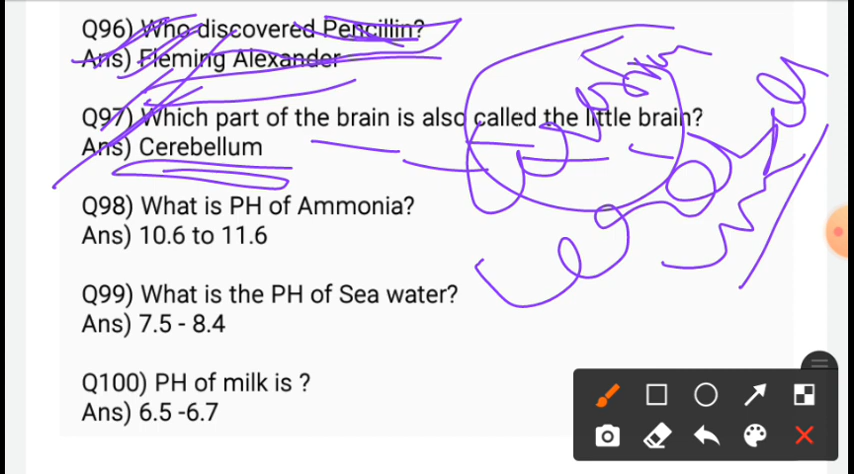 Q96) Who discovered Pencillin?
Ans) Fleming Alexander
Q97) Which part of the brain is also called the little brain?
Ans) Cerebellum
Q98) What is PH of Ammonia?
Ans) 10.6 to 11.6
Q99) What is the PH of Sea water?
Ans) 7.5 - 8.4
Q100) PH of milk is ?
Ans) 6.5 -6.7